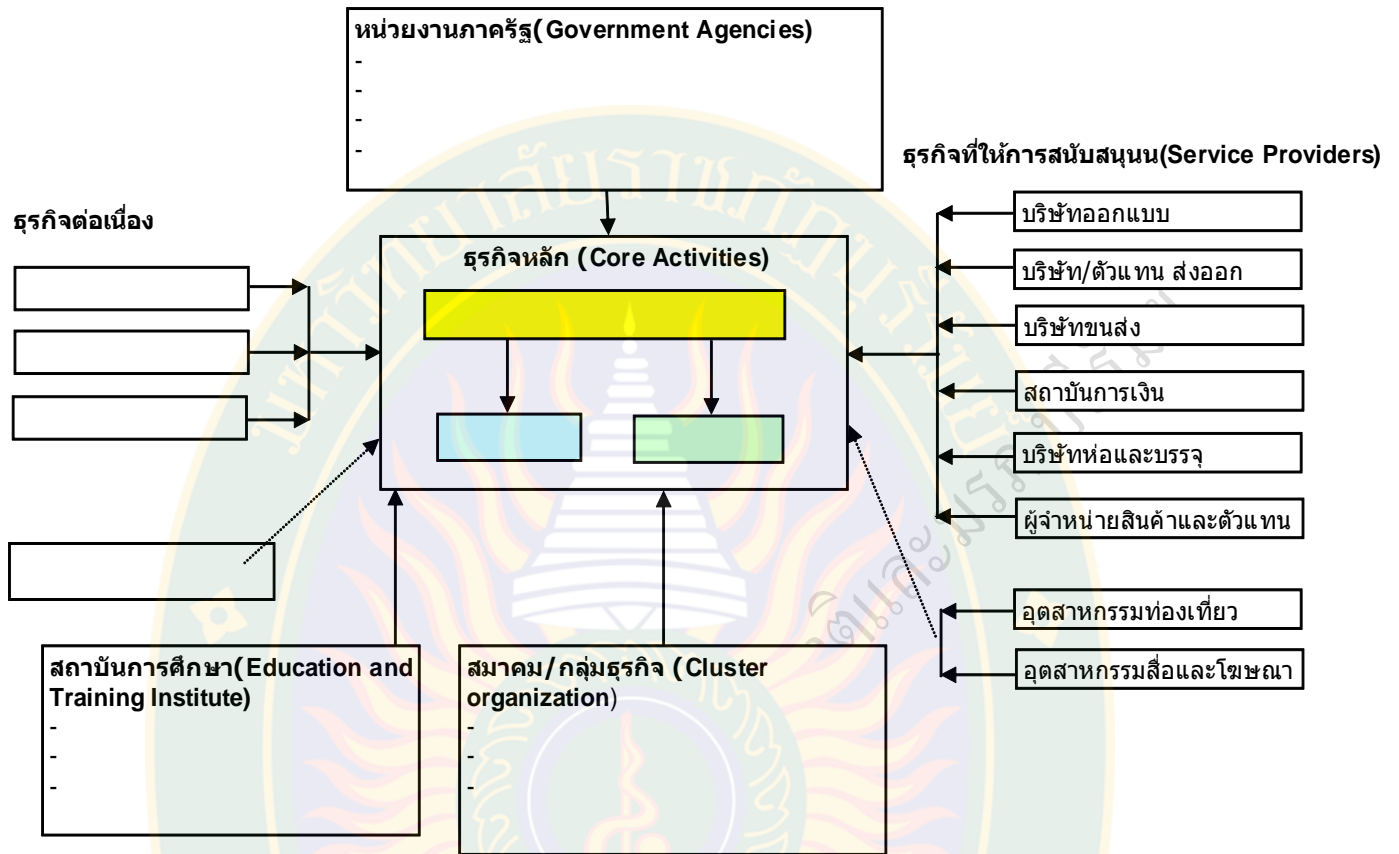 หน่วยงานภาครัฐ(Government Agencies)
-
-
-
-
ธุรกิจที่ให้การสนับสนุนน(Service Providers)
ธุรกิจต่อเนื่อง
บริษัทออกแบบ
บริษัท/ตัวแทน ส่งออก
บริษัทขนส่ง
สถาบันการเงิน
บริษัทห่อและบรรจุ
ผู้จำหน่ายสินค้าและตัวแทน
ธุรกิจหลัก (Core Activities)
อุตสาหกรรมท่องเที่ยว
อุตสาหกรรมสื่อและโฆษณา
สถาบันการศึกษา(Education and
Training Institute)
-
-
-
สมาคม/กลุ่มธุรกิจ (Cluster
organization)
-
-
-